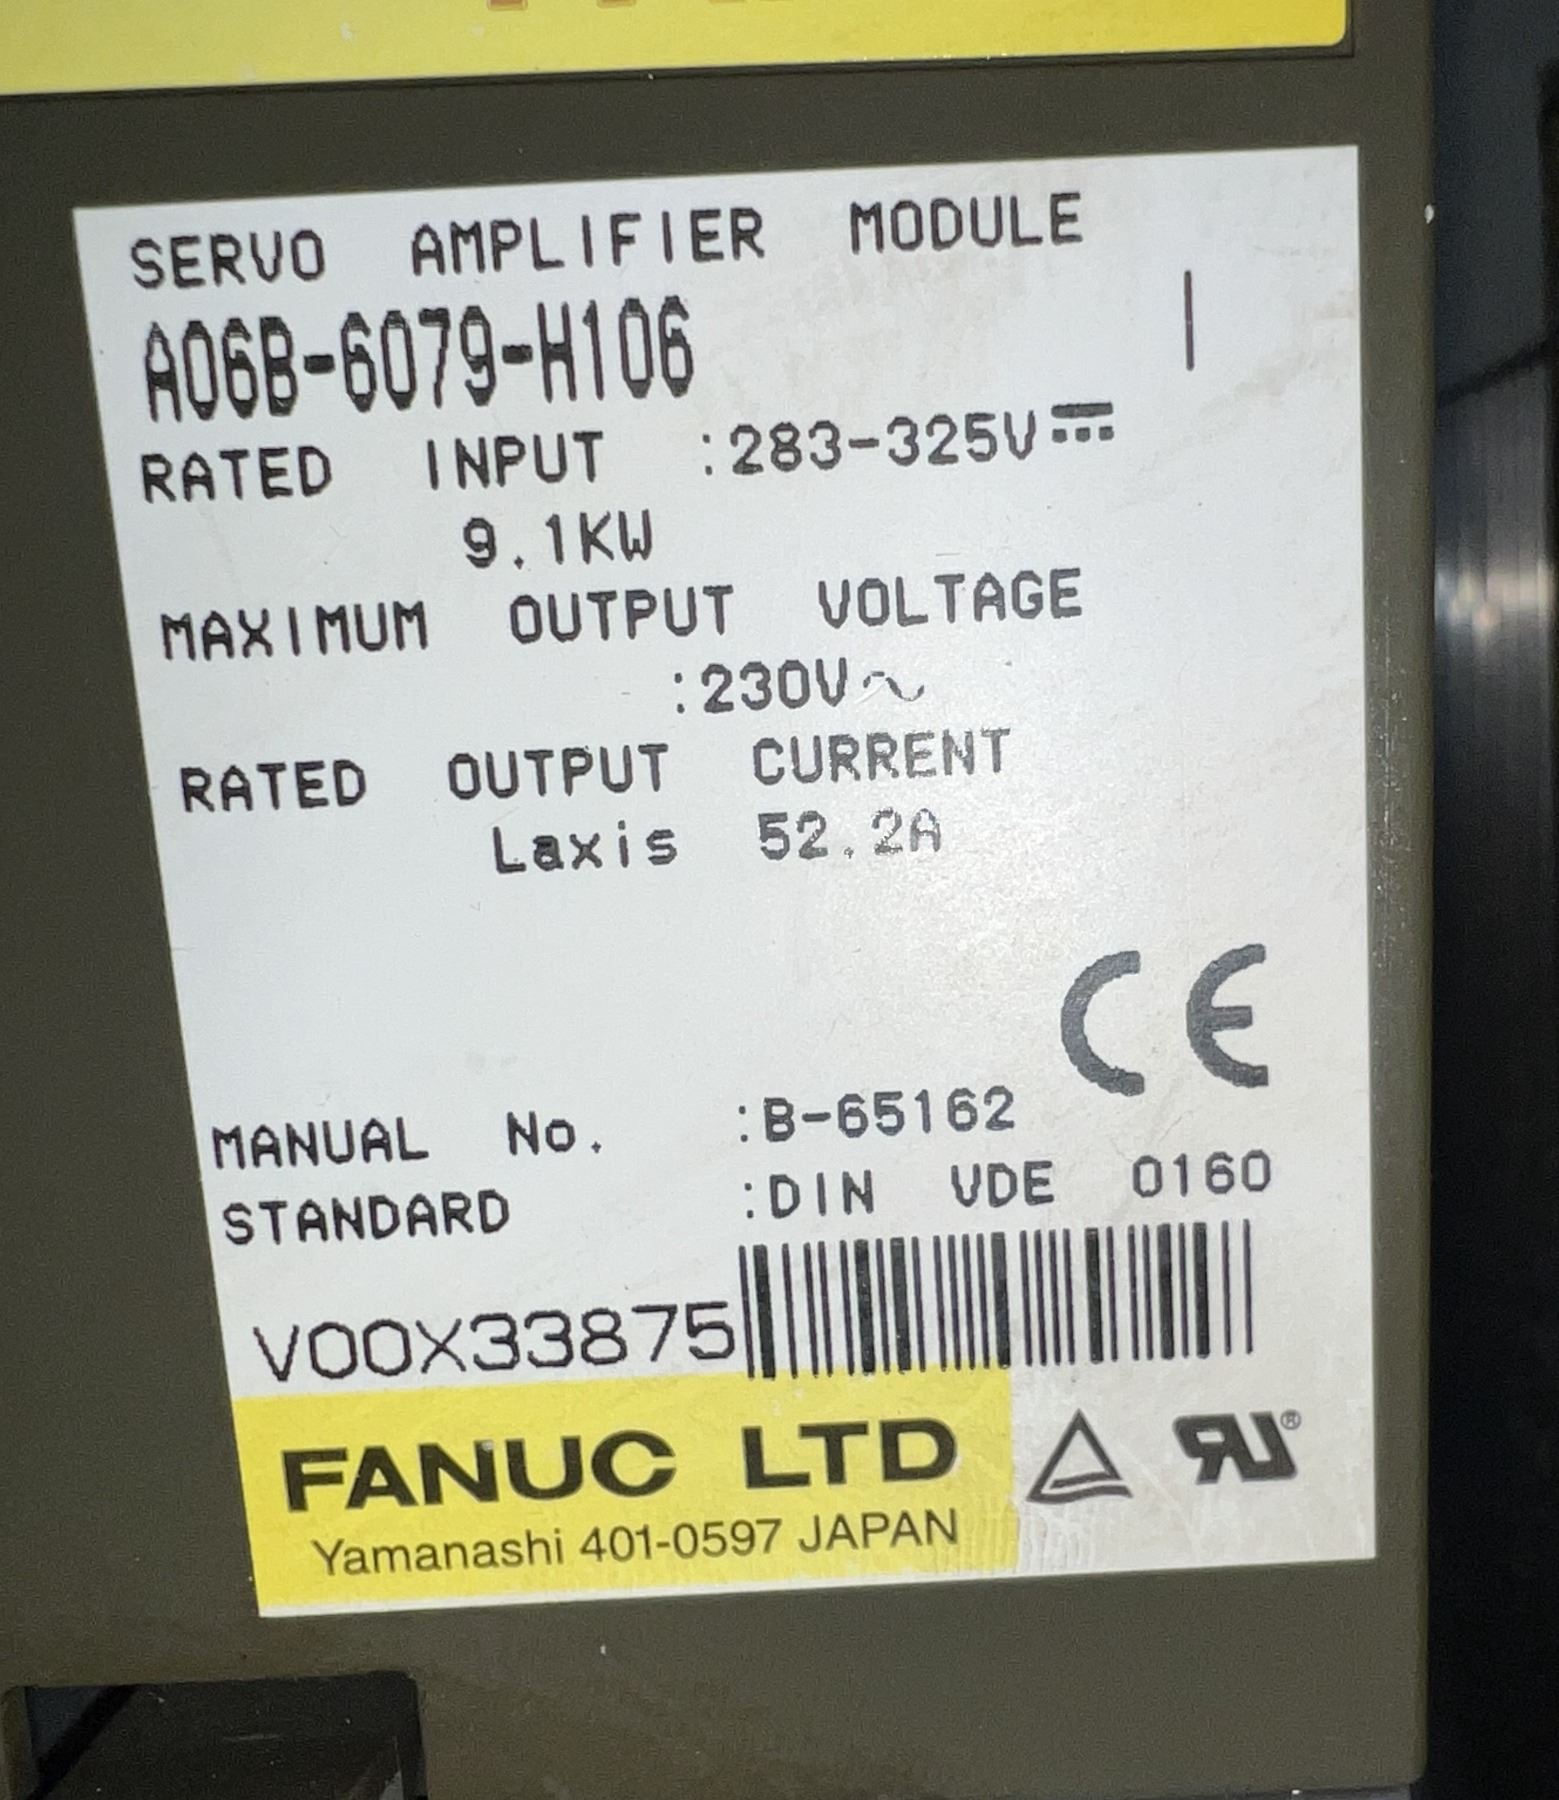 SERVO AMPLIFIER MODULE
A06B-6079-H106
RATED INPUT :283-325V⎓
9.1KW
MAXIMUM OUTPUT VOLTAGE
:230V~
RATED OUTPUT CURRENT
Laxis 52.2A
CE
MANUAL No. :B-65162
STANDARD :DIN VDE 0160
V00X33875
FANUC LTD
Yamanashi 401-0597 JAPAN